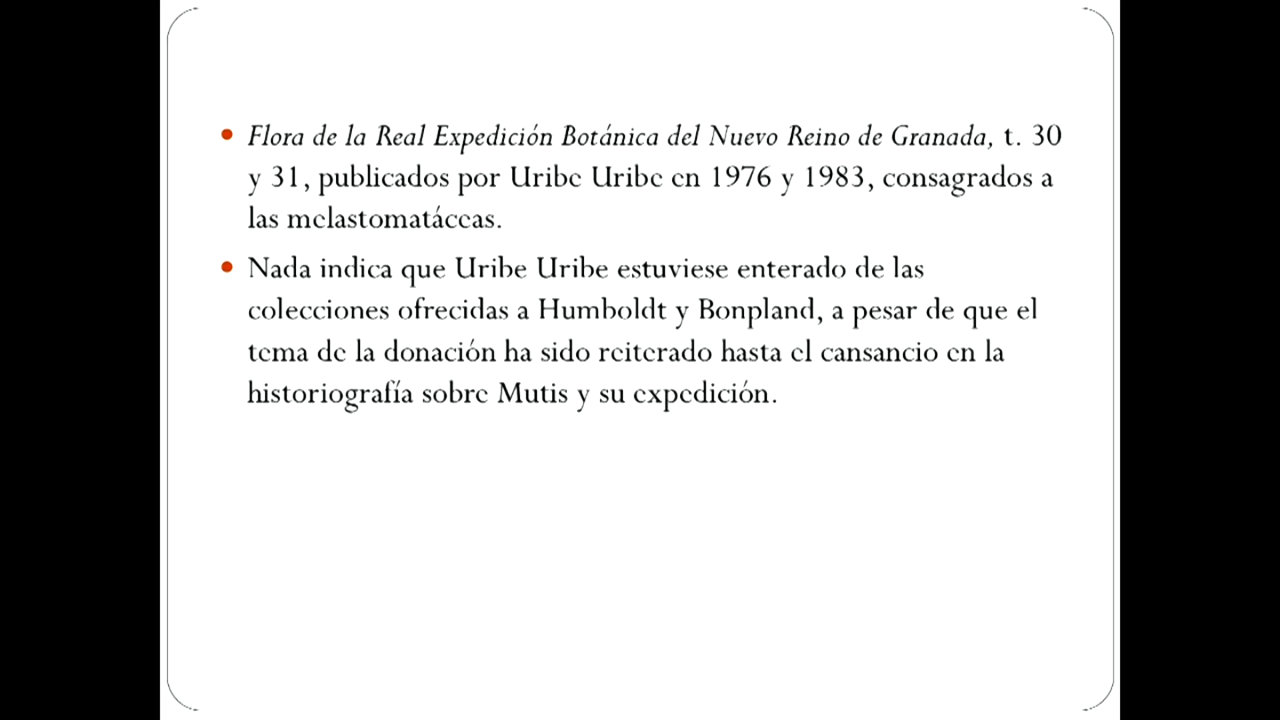 • Flora de la Real Expedición Botánica del Nuevo Reino de Granada, t. 30
y 31, publicados por Uribe Uribe en 1976 y 1983, consagrados a
las melastomatáceas.
• Nada indica que Uribe Uribe estuviese enterado de las
colecciones ofrecidas a Humboldt y Bonpland, a pesar de que el
tema de la donación ha sido reiterado hasta el cansancio en la
historiografía sobre Mutis y su expedición.